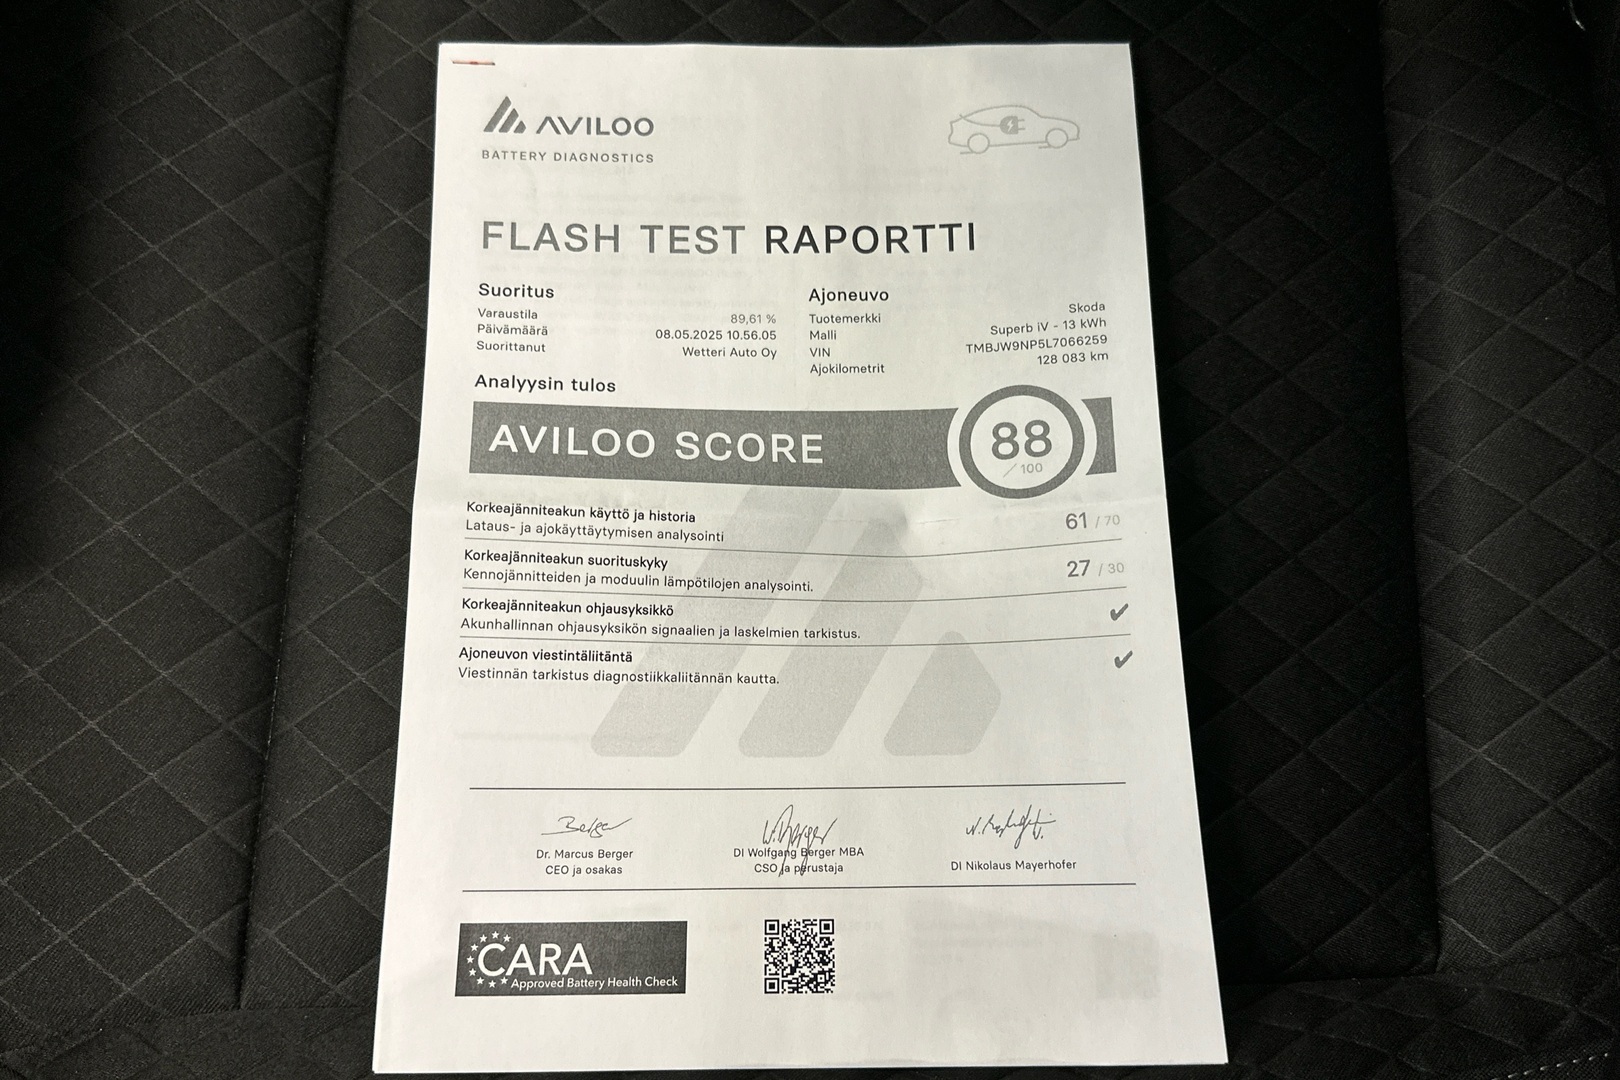 AVILOO
BATTERY DIAGNOSTICS
FLASH TEST RAPORTTI
Suoritus
Varaustila 89,61 %
Päivämäärä 08.05.2025 10.56.05
Suorittanut Wetteri Auto Oy
Ajoneuvo
Tuotemerkki Skoda
Malli Superb iV - 13 kWh
VIN TMBJW9NP5L7066259
Ajokilometrit 128 083 km
Analyysin tulos
AVILOO SCORE 88 / 100
Korkeajänniteakun käyttö ja historia 61 / 70
Lataus- ja ajokäyttäytymisen analysointi
Korkeajänniteakun suorituskyky 27 / 30
Kennojännitteiden ja moduulin lämpötilojen analysointi.
Korkeajänniteakun ohjausyksikkö ✔
Akunhallinnan ohjausyksikön signaalien ja laskelmien tarkistus.
Ajoneuvon viestintäliitäntä ✔
Viestinnän tarkistus diagnostiikkaliitännän kautta.
Berger
Dr. Marcus Berger
CEO ja osakas
W. Berger
DI Wolfgang Berger MBA
CSO ja perustaja
DI Nikolaus Mayerhofer
CARA
Approved Battery Health Check